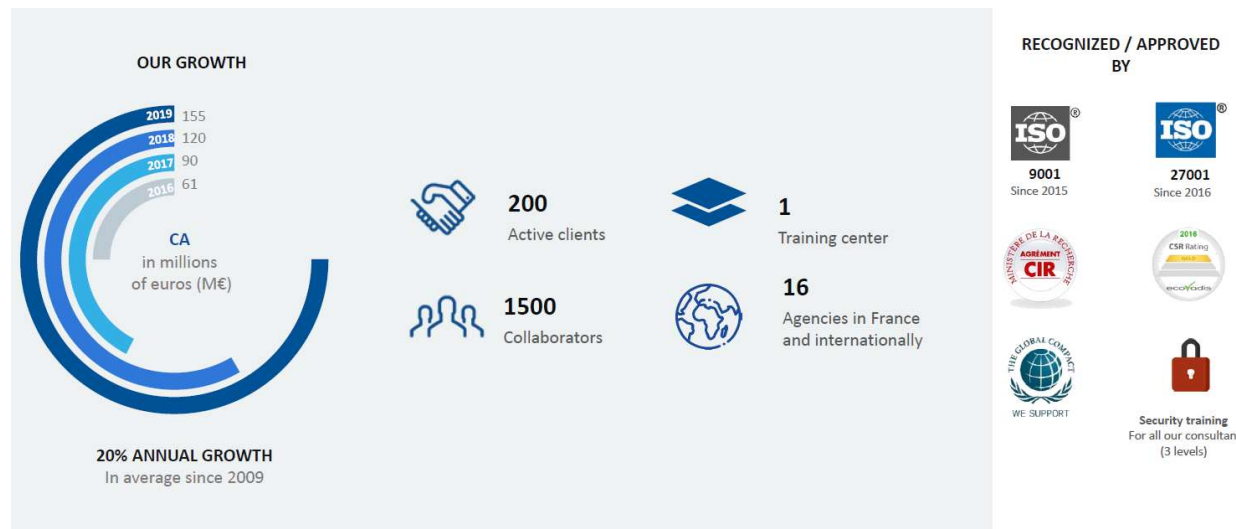 OUR GROWTH
2019 155
2018 120
2017 90
2016 61
CA
in millions
of euros (M€)
20% ANNUAL GROWTH
In average since 2009
200
Active clients
1
Training center
1500
Collaborators
16
Agencies in France
and internationally
RECOGNIZED / APPROVED
BY
ISO®
9001
Since 2015
ISO®
27001
Since 2016
MINISTÈRE DE LA RECHERCHE
AGRÉMENT
CIR
2016
CSR Rating
GOLD
ecovadis
THE GLOBAL COMPACT
WE SUPPORT
Security training
For all our consultan
(3 levels)